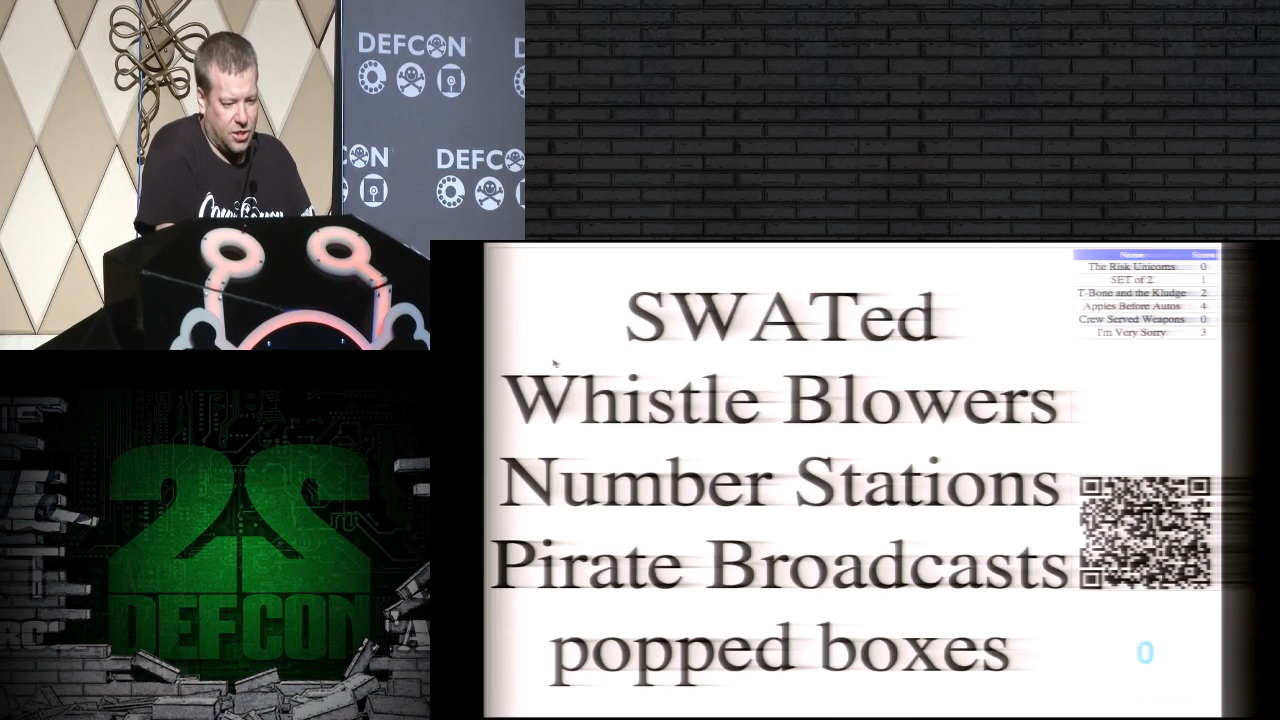 DEFCON
DEFCON
SWATed
Whistle Blowers
Number Stations
Pirate Broadcasts
popped boxes
Name Score
The Risk Unicorns 0
SET of 2 1
T-Bone and the Kludge 2
Apples Before Autos 4
Crew Served Weapons 0
I'm Very Sorry 3
0
22
DEFCON